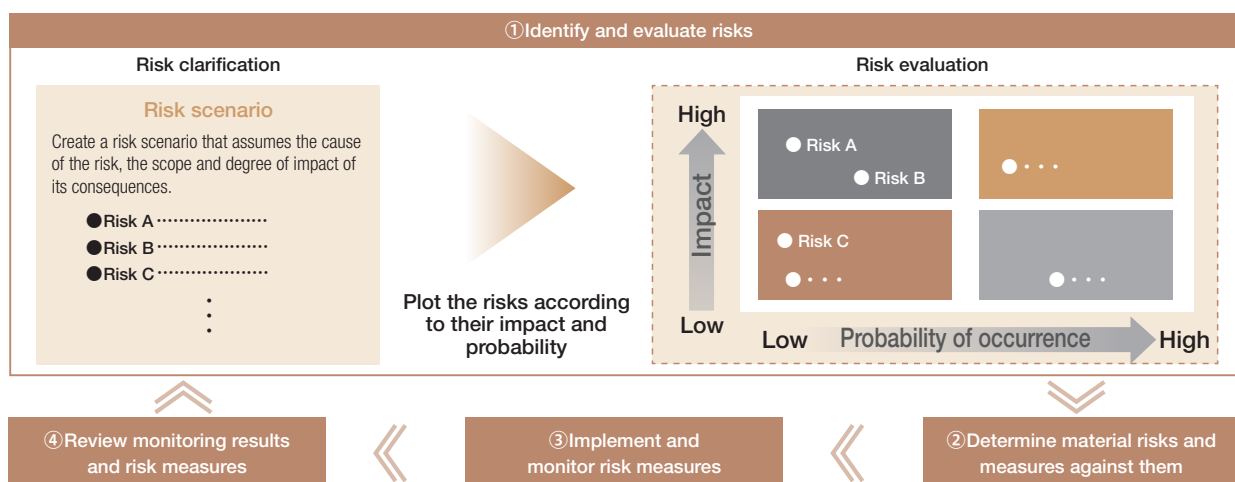 ①Identify and evaluate risks
Risk clarification
Risk scenario
Create a risk scenario that assumes the cause
of the risk, the scope and degree of impact of
its consequences.
●Risk A ····················
●Risk B ····················
●Risk C ····················
Plot the risks according
to their impact and
probability
Risk evaluation
High
Impact
Low
Risk A
Risk B
Risk C
Low
Probability of occurrence
High
②Determine material risks and
measures against them
③Implement and
monitor risk measures
④Review monitoring results
and risk measures